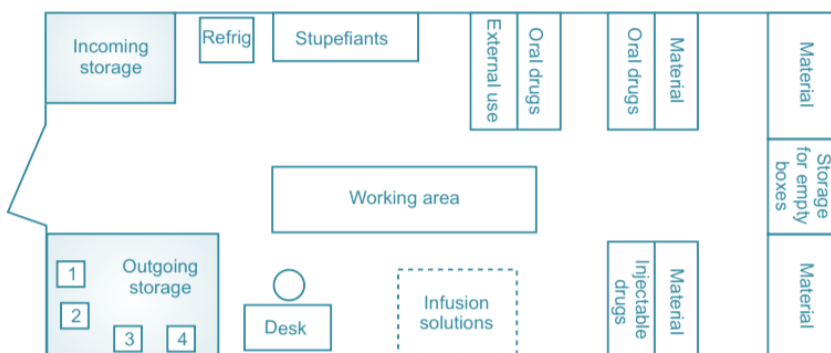 Incoming
storage
Refrig
Stupefiants
External use
Oral drugs
Oral drugs
Material
Material
Storage
for empty
boxes
Working area
Outgoing
storage
1
2
3
4
Desk
Infusion
solutions
Injectable
drugs
Material
Material